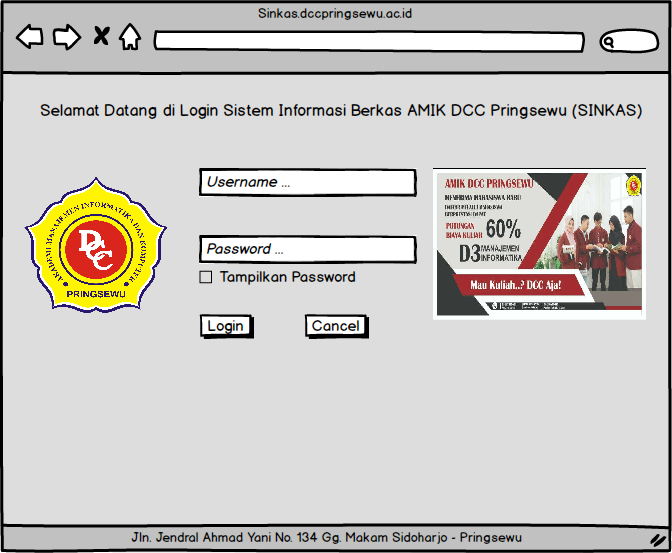 Sinkas.dccpringsewu.ac.id
Selamat Datang di Login Sistem Informasi Berkas AMIK DCC Pringsewu (SINKAS)
AKADEMI MANAJEMEN INFORMATIKA DAN KOMPUTER
DCC
PRINGSEWU
Username ...
Password ...
Tampilkan Password
Login
Cancel
AMIK DCC PRINGSEWU
MENERIMA MAHASISWA BARU
POTONGAN
BIAYA KULIAH
60%
D3 MANAJEMEN
INFORMATIKA
Mau Kuliah..? DCC Aja!
Jln. Jendral Ahmad Yani No. 134 Gg. Makam Sidoharjo - Pringsewu